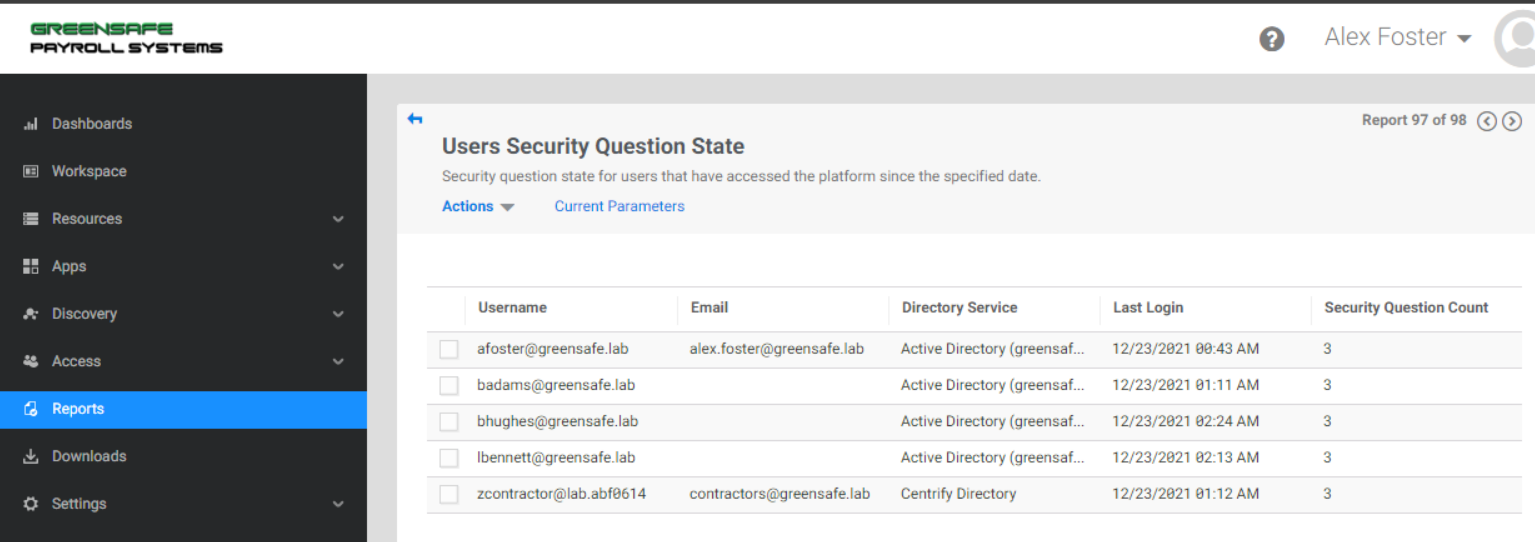 GREENSAFE
PAYROLL SYSTEMS
? Alex Foster
Dashboards
Workspace
Resources
Apps
Discovery
Access
Reports
Downloads
Settings
Report 97 of 98
Users Security Question State
Security question state for users that have accessed the platform since the specified date.
Actions Current Parameters
Username Email Directory Service Last Login Security Question Count
afoster@greensafe.lab alex.foster@greensafe.lab Active Directory (greensaf... 12/23/2021 00:43 AM 3
badams@greensafe.lab Active Directory (greensaf... 12/23/2021 01:11 AM 3
bhughes@greensafe.lab Active Directory (greensaf... 12/23/2021 02:24 AM 3
lbennett@greensafe.lab Active Directory (greensaf... 12/23/2021 02:13 AM 3
zcontractor@lab.abf0614 contractors@greensafe.lab Centrify Directory 12/23/2021 01:12 AM 3